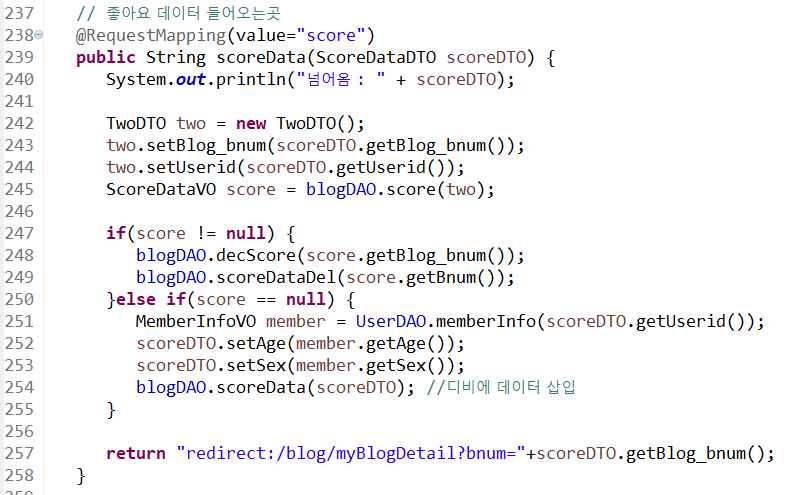 237 // 좋아요 데이터 들어오는곳
238 @RequestMapping(value="score")
239 public String scoreData(ScoreDataDTO scoreDTO) {
240 System.out.println("넘어옴 : " + scoreDTO);
241
242 TwoDTO two = new TwoDTO();
243 two.setBlog_bnum(scoreDTO.getBlog_bnum());
244 two.setUserid(scoreDTO.getUserid());
245 ScoreDataVO score = blogDAO.score(two);
246
247 if(score != null) {
248 blogDAO.decScore(score.getBlog_bnum());
249 blogDAO.scoreDataDel(score.getBnum());
250 }else if(score == null) {
251 MemberInfoVO member = UserDAO.memberInfo(scoreDTO.getUserid());
252 scoreDTO.setAge(member.getAge());
253 scoreDTO.setSex(member.getSex());
254 blogDAO.scoreData(scoreDTO); //디비에 데이터 삽입
255 }
256
257 return "redirect:/blog/myBlogDetail?bnum="+scoreDTO.getBlog_bnum();
258 }